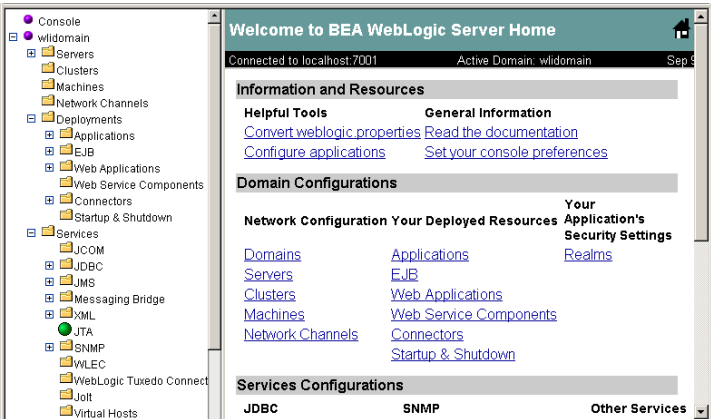 Console
wlidomain
Servers
Clusters
Machines
Network Channels
Deployments
Applications
EJB
Web Applications
Web Service Components
Connectors
Startup & Shutdown
Services
JCOM
JDBC
JMS
Messaging Bridge
XML
JTA
SNMP
WLEC
WebLogic Tuedo Connect
Jolt
Virtual Hosts
Welcome to BEA WebLogic Server Home
Connected to localhost:7001 Active Domain: wlidomain Sep 9
Information and Resources
Helpful Tools General Information
Convert weblogic.properties Read the documentation
Configure applications Set your console preferences
Domain Configurations
Network Configuration Your Deployed Resources Your Application's Security Settings
Domains Applications Realms
Servers EJB
Clusters Web Applications
Machines Web Service Components
Network Channels Connectors
Startup & Shutdown
Services Configurations
JDBC SNMP Other Services